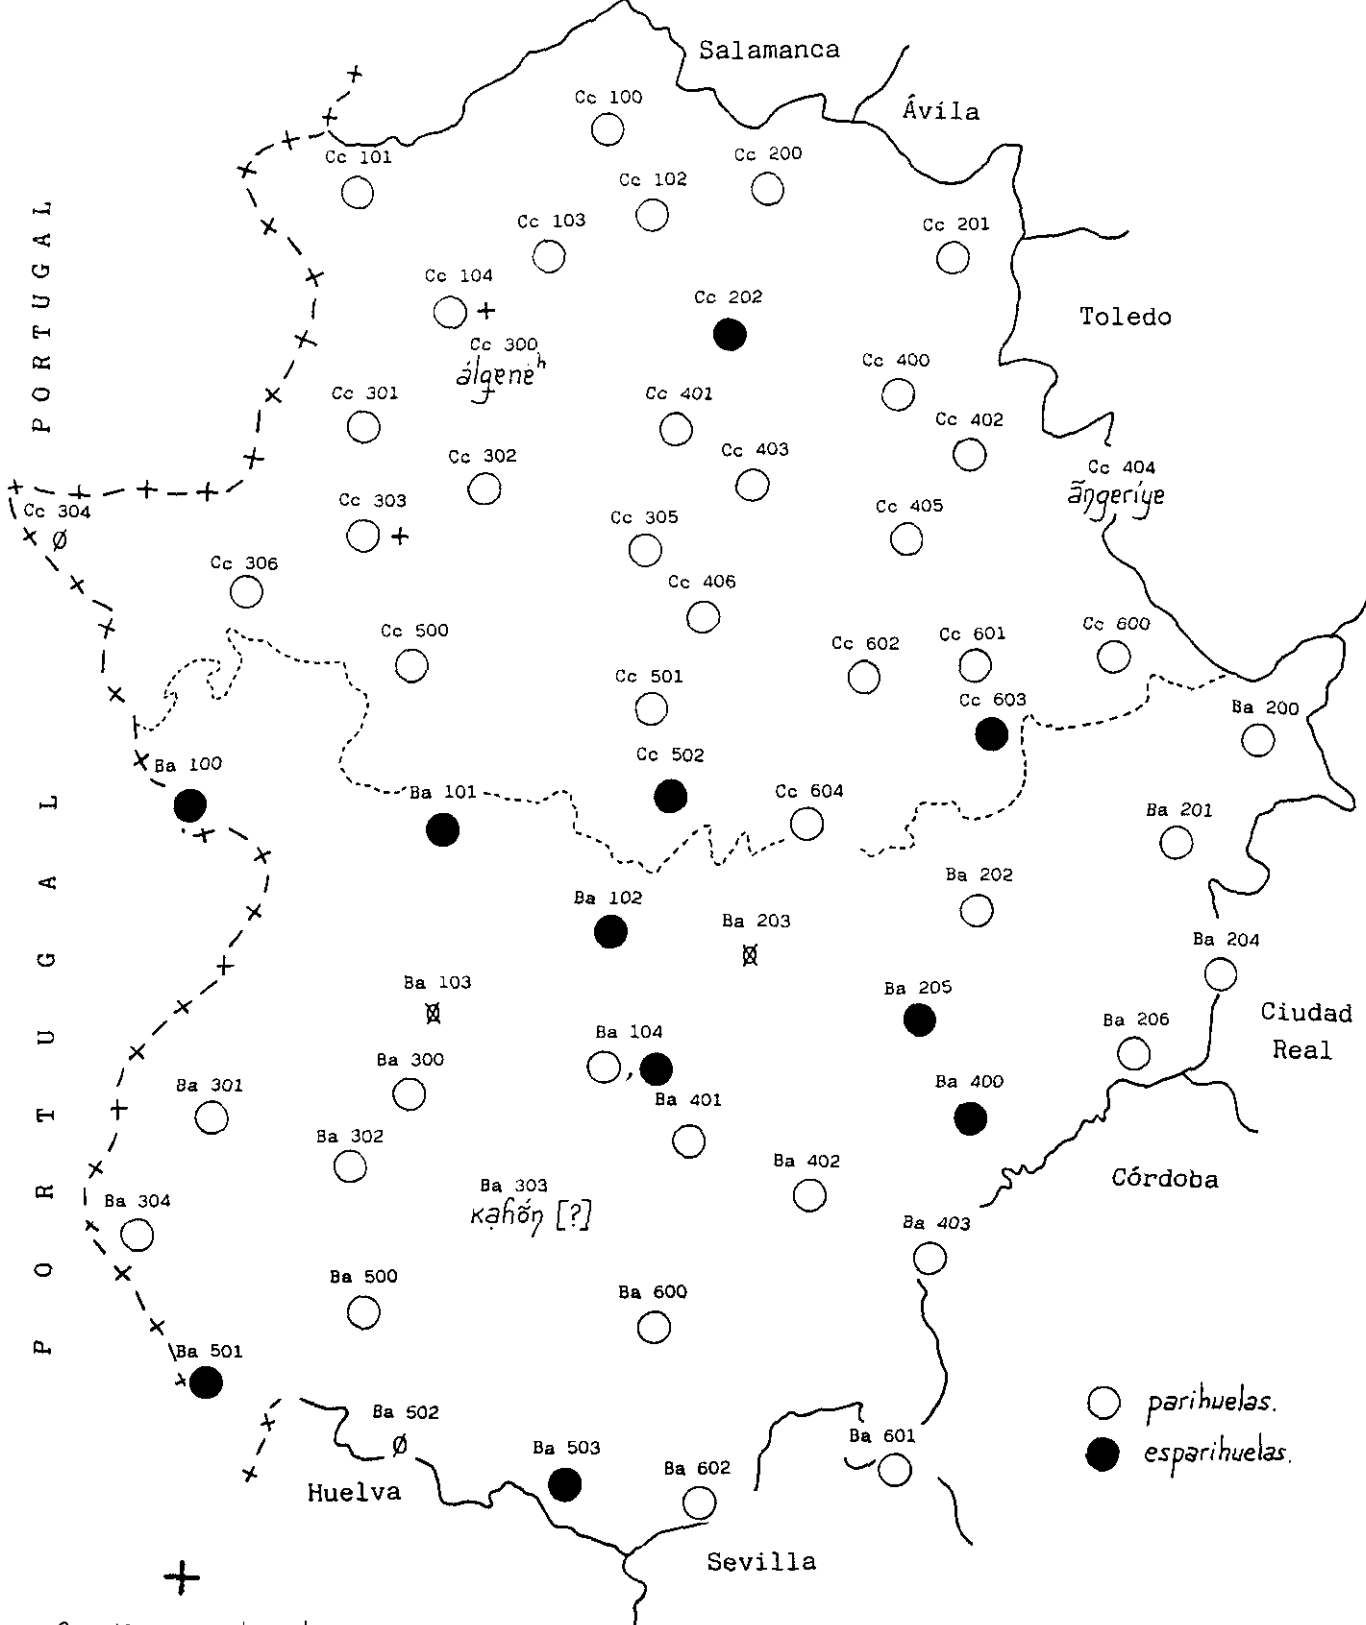 Salamanca
Ávila
Cc 100
Cc 101
Cc 200
Cc 102
Cc 103
Cc 201
Cc 104
+
Cc 202
Toledo
Cc 300
Cc 400
Cc 301
Cc 401
Cc 402
Cc 302
Cc 403
Cc 404
Cc 303
+
Cc 304
ø
Cc 305
Cc 405
Cc 306
Cc 406
Cc 500
Cc 602
Cc 601
Cc 600
Cc 501
Cc 603
Ba 200
Cc 502
Ba 100
Ba 101
Cc 604
Ba 201
Ba 102
Ba 202
Ba 203
Ba 204
Ba 103
Ba 205
Ciudad
Real
Ba 104
,
Ba 206
Ba 300
Ba 301
Ba 400
Ba 401
Ba 302
Ba 402
Córdoba
Ba 303
Ba 304
Ba 403
Ba 500
Ba 600
Ba 501
parihuelas.
Ba 502
ø
esparihuelas.
Ba 503
Ba 601
Ba 602
Huelva
Sevilla
PORTUGAL
PORTUGAL
+